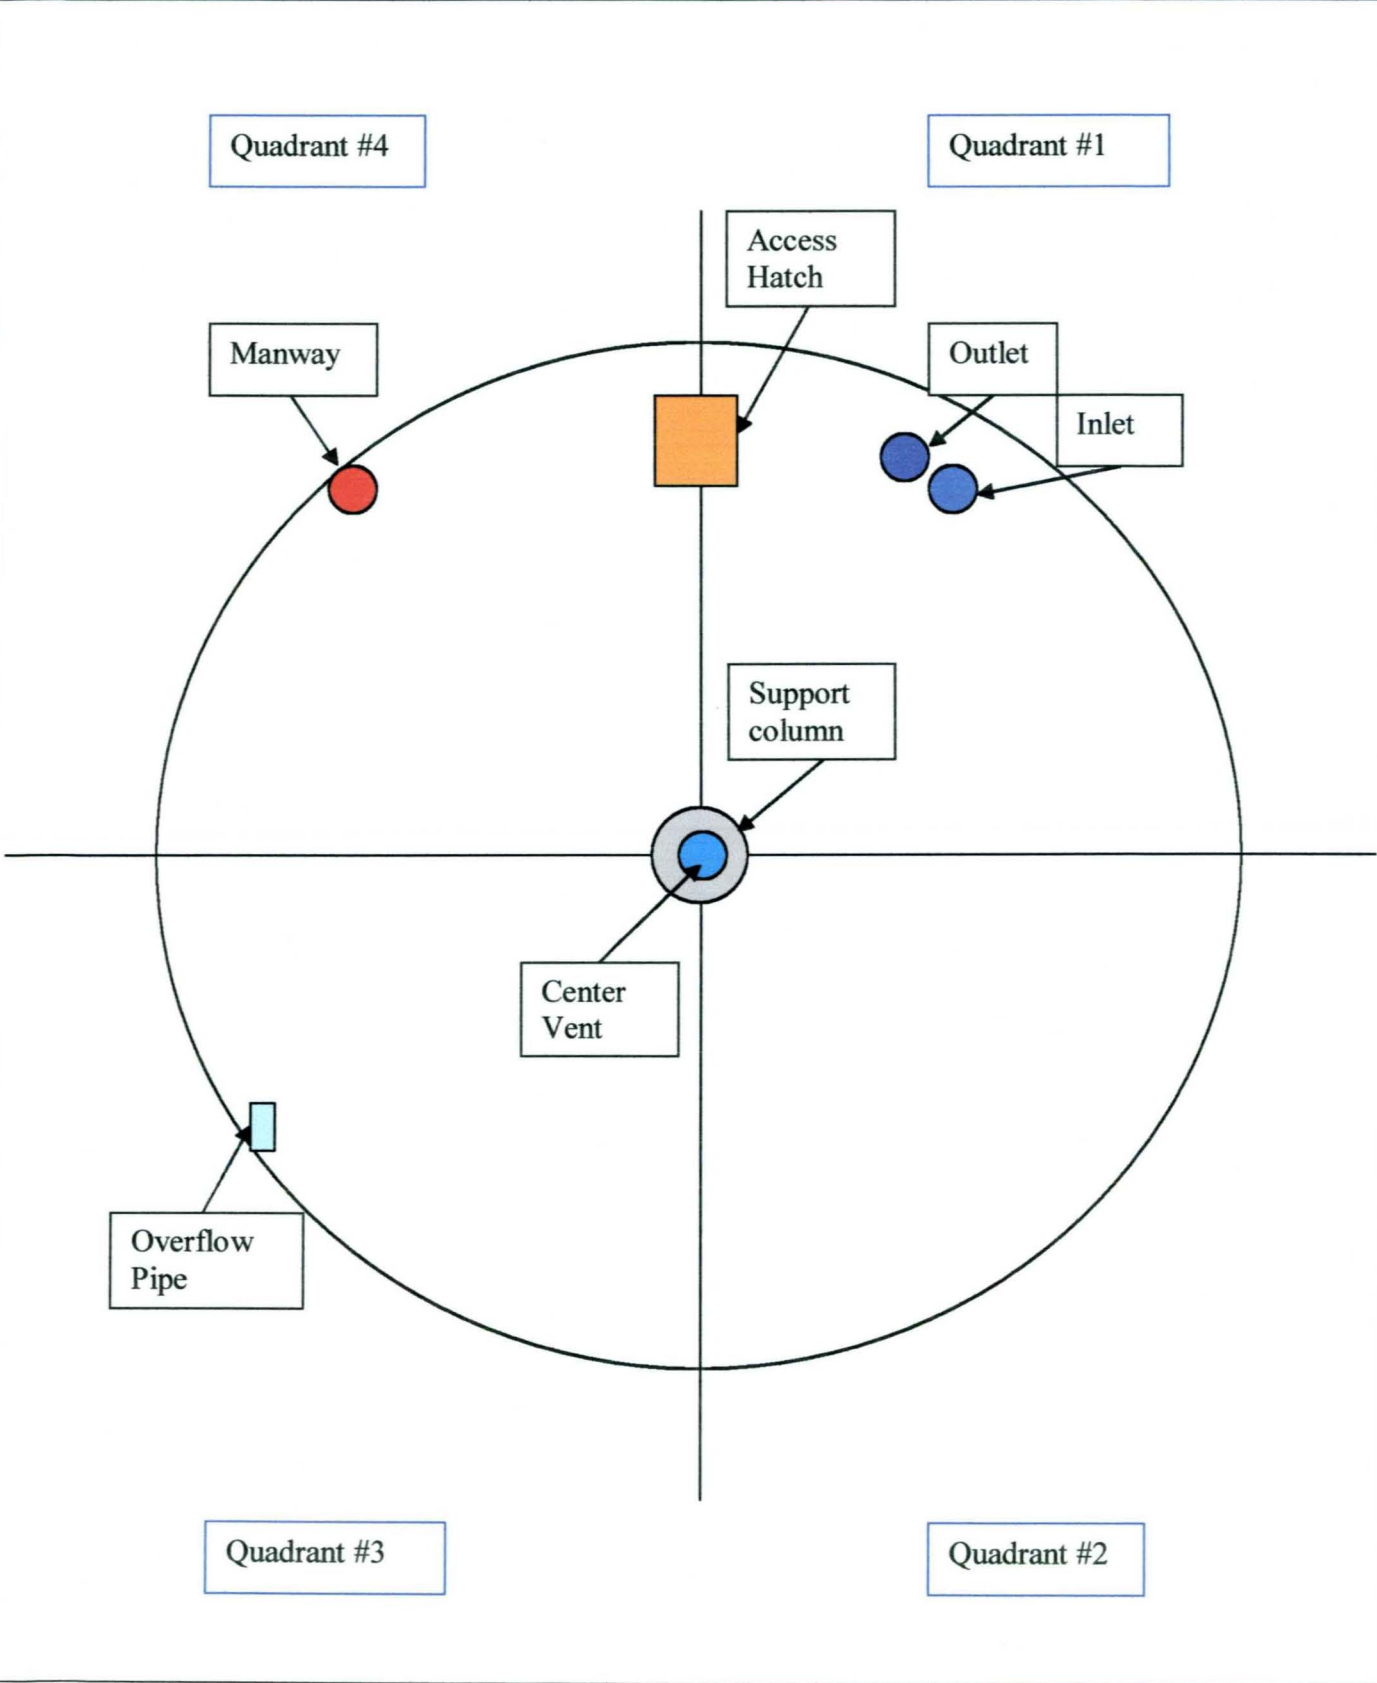 Quadrant #4
Quadrant #1
Access
Hatch
Manway
Outlet
Inlet
Support
column
Center
Vent
Overflow
Pipe
Quadrant #3
Quadrant #2